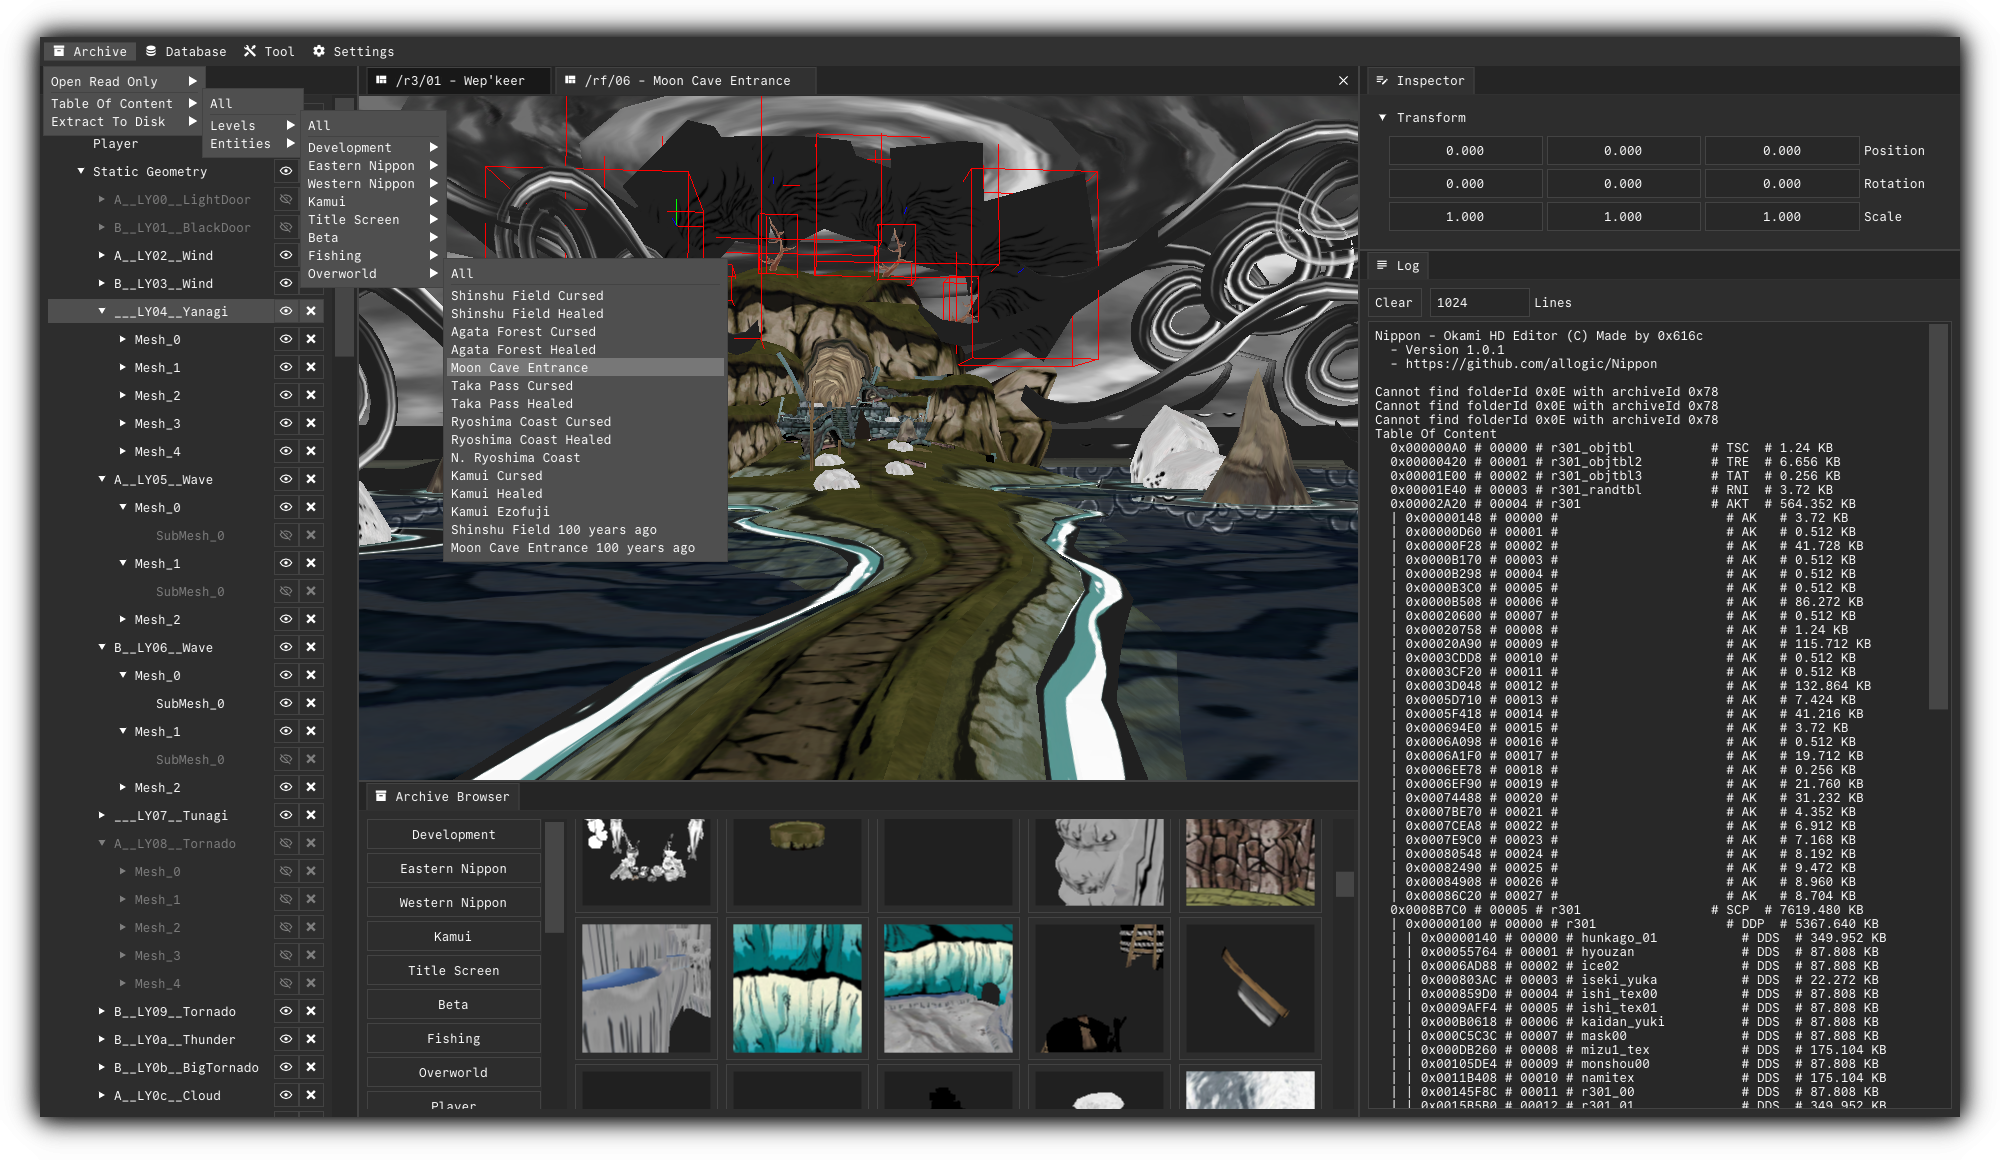 Archive
Database
Tool
Settings
Open Read Only
Table Of Content
Extract To Disk
All
Levels
Entities
All
Development
Eastern Nippon
Western Nippon
Kamui
Title Screen
Beta
Fishing
Overworld
All
Shinshu Field Cursed
Shinshu Field Healed
Agata Forest Cursed
Agata Forest Healed
Moon Cave Entrance
Taka Pass Cursed
Taka Pass Healed
Ryoshima Coast Cursed
Ryoshima Coast Healed
N. Ryoshima Coast
Kamui Cursed
Kamui Healed
Kamui Ezofuji
Shinshu Field 100 years ago
Moon Cave Entrance 100 years ago
Player
Static Geometry
A__LY00__LightDoor
B__LY01__BlackDoor
A__LY02__Wind
B__LY03__Wind
___LY04__Yanagi
Mesh_0
Mesh_1
Mesh_2
Mesh_3
Mesh_4
A__LY05__Wave
Mesh_0
SubMesh_0
Mesh_1
SubMesh_0
Mesh_2
B__LY06__Wave
Mesh_0
SubMesh_0
Mesh_1
SubMesh_0
Mesh_2
___LY07__Tunagi
A__LY08__Tornado
Mesh_0
Mesh_1
Mesh_2
Mesh_3
Mesh_4
B__LY09__Tornado
B__LY0a__Thunder
B__LY0b__BigTornado
A__LY0c__Cloud
/r3/01 - Wep'keer
/rf/06 - Moon Cave Entrance
Archive Browser
Development
Eastern Nippon
Western Nippon
Kamui
Title Screen
Beta
Fishing
Overworld
Player
Inspector
Transform
0.000 0.000 0.000 Position
0.000 0.000 0.000 Rotation
1.000 1.000 1.000 Scale
Log
Clear 1024 Lines
Nippon - Okami HD Editor (C) Made by 0x616c
- Version 1.0.1
- https://github.com/allogic/Nippon
Cannot find folderId 0x0E with archiveId 0x78
Cannot find folderId 0x0E with archiveId 0x78
Cannot find folderId 0x0E with archiveId 0x78
Table Of Content
0x000000A0 # 00000 # r301_objtbl # TSC # 1.24 KB
0x00000420 # 00001 # r301_objtbl2 # TRE # 6.656 KB
0x00001E00 # 00002 # r301_objtbl3 # TAT # 0.256 KB
0x00001E40 # 00003 # r301_randtbl # RNI # 3.72 KB
0x00002A20 # 00004 # r301 # AKT # 564.352 KB
| 0x00000148 # 00000 # # AK # 3.72 KB
| 0x00000D60 # 00001 # # AK # 0.512 KB
| 0x00000F28 # 00002 # # AK # 41.728 KB
| 0x0000B170 # 00003 # # AK # 0.512 KB
| 0x0000B298 # 00004 # # AK # 0.512 KB
| 0x0000B3C0 # 00005 # # AK # 0.512 KB
| 0x0000B508 # 00006 # # AK # 86.272 KB
| 0x00020600 # 00007 # # AK # 0.512 KB
| 0x00020758 # 00008 # # AK # 1.24 KB
| 0x00020A90 # 00009 # # AK # 115.712 KB
| 0x0003CDD8 # 00010 # # AK # 0.512 KB
| 0x0003CF20 # 00011 # # AK # 0.512 KB
| 0x0003D048 # 00012 # # AK # 132.864 KB
| 0x0005D710 # 00013 # # AK # 7.424 KB
| 0x0005F418 # 00014 # # AK # 41.216 KB
| 0x000694E0 # 00015 # # AK # 3.72 KB
| 0x0006A098 # 00016 # # AK # 0.512 KB
| 0x0006A1F0 # 00017 # # AK # 19.712 KB
| 0x0006EE78 # 00018 # # AK # 0.256 KB
| 0x0006EF90 # 00019 # # AK # 21.760 KB
| 0x00074488 # 00020 # # AK # 31.232 KB
| 0x0007BE70 # 00021 # # AK # 4.352 KB
| 0x0007CEA8 # 00022 # # AK # 6.912 KB
| 0x0007E9C0 # 00023 # # AK # 7.168 KB
| 0x00080548 # 00024 # # AK # 8.192 KB
| 0x00082490 # 00025 # # AK # 9.472 KB
| 0x00084908 # 00026 # # AK # 8.960 KB
| 0x00086C20 # 00027 # # AK # 8.704 KB
0x0008B7C0 # 00005 # r301 # SCP # 7619.480 KB
| 0x00000100 # 00000 # r301 # DDP # 5367.640 KB
| | 0x00000140 # 00000 # hunkago_01 # DDS # 349.952 KB
| | 0x00055764 # 00001 # hyouzan # DDS # 87.808 KB
| | 0x0006AD88 # 00002 # ice02 # DDS # 87.808 KB
| | 0x000803AC # 00003 # iseki_yuka # DDS # 22.272 KB
| | 0x000859D0 # 00004 # ishi_tex00 # DDS # 87.808 KB
| | 0x0009AFF4 # 00005 # ishi_tex01 # DDS # 87.808 KB
| | 0x000B0618 # 00006 # kaidan_yuki # DDS # 87.808 KB
| | 0x000C5C3C # 00007 # mask00 # DDS # 87.808 KB
| | 0x000DB260 # 00008 # mizu1_tex # DDS # 175.104 KB
| | 0x00105DE4 # 00009 # monshou00 # DDS # 87.808 KB
| | 0x0011B408 # 00010 # namitex # DDS # 175.104 KB
| | 0x00145F8C # 00011 # r301_00 # DDS # 87.808 KB
| | 0x0015B5B0 # 00012 # r301_01 # DDS # 349.952 KB